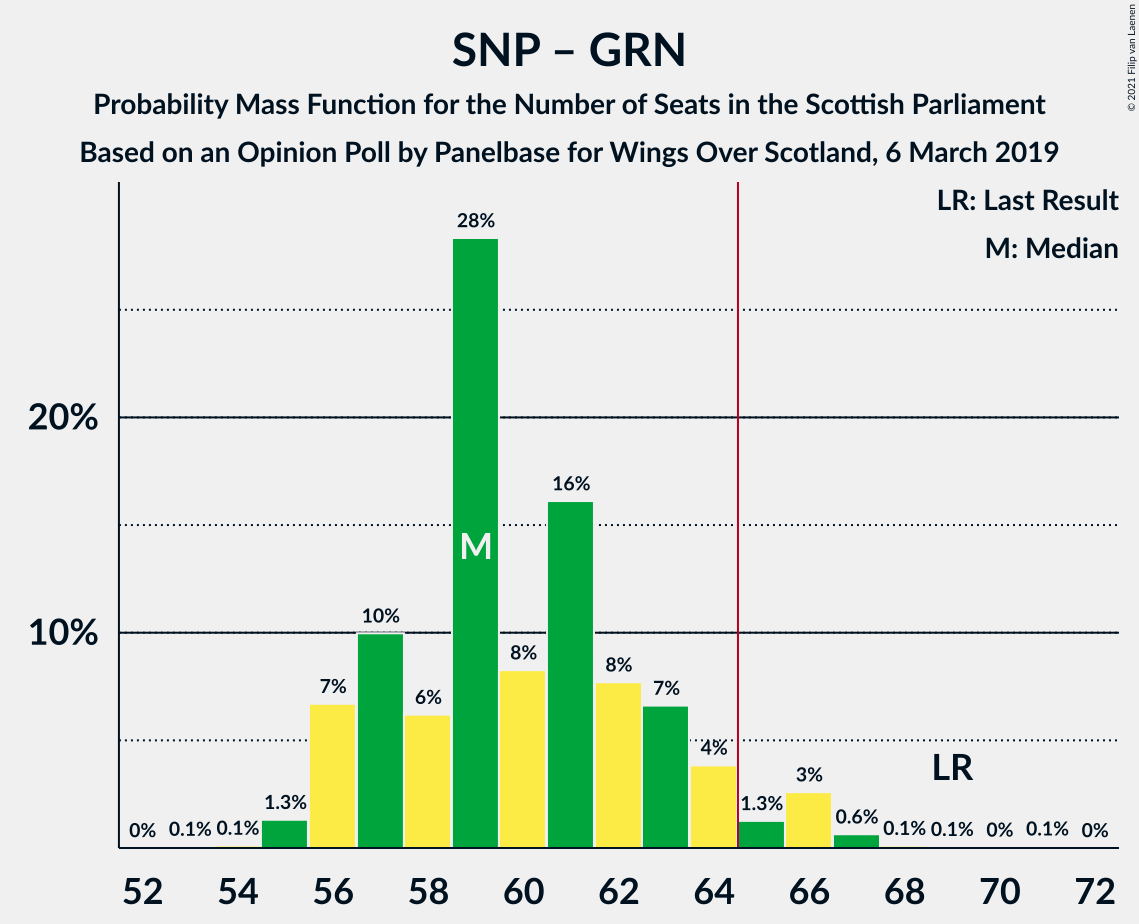 SNP – GRN
Probability Mass Function for the Number of Seats in the Scottish Parliament
Based on an Opinion Poll by Panelbase for Wings Over Scotland, 6 March 2019
© 2021 Filip van Laenen
LR: Last Result
M: Median
28%
20%
16%
M
10%
10%
8%
8%
7%
7%
6%
4%
LR
3%
1.3%
1.3%
0.6%
0% 0.1% 0.1% 0.1% 0.1% 0% 0.1% 0%
52 54 56 58 60 62 64 66 68 70 72